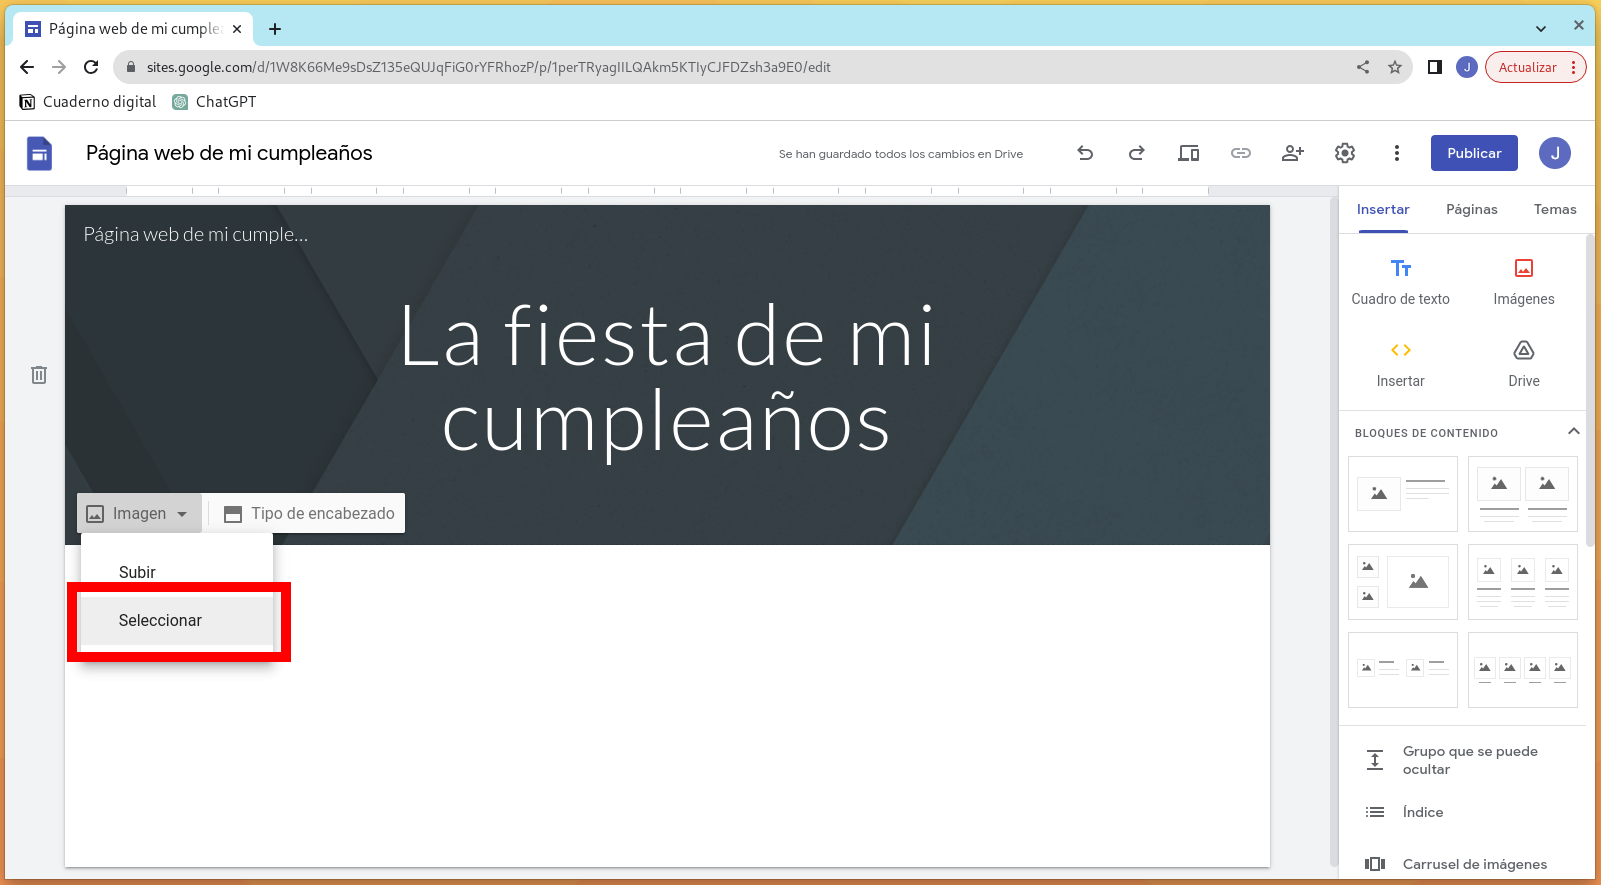 Página web de mi cumplea
sites.google.com/d/1W8K66Me9sDsZ135eQUJqFiG0rYFRhozP/p/1perTRyagIILQAkm5KTIyCJFDZsh3a9E0/edit
J
Actualizar
Cuaderno digital
ChatGPT
Página web de mi cumpleaños
Se han guardado todos los cambios en Drive
Publicar
J
Insertar
Páginas
Temas
Página web de mi cumple...
La fiesta de mi
cumpleaños
Imagen
Tipo de encabezado
Subir
Seleccionar
Tт
Cuadro de texto
Imágenes
Insertar
Drive
BLOQUES DE CONTENIDO
Grupo que se puede
ocultar
Índice
Carrusel de imágenes